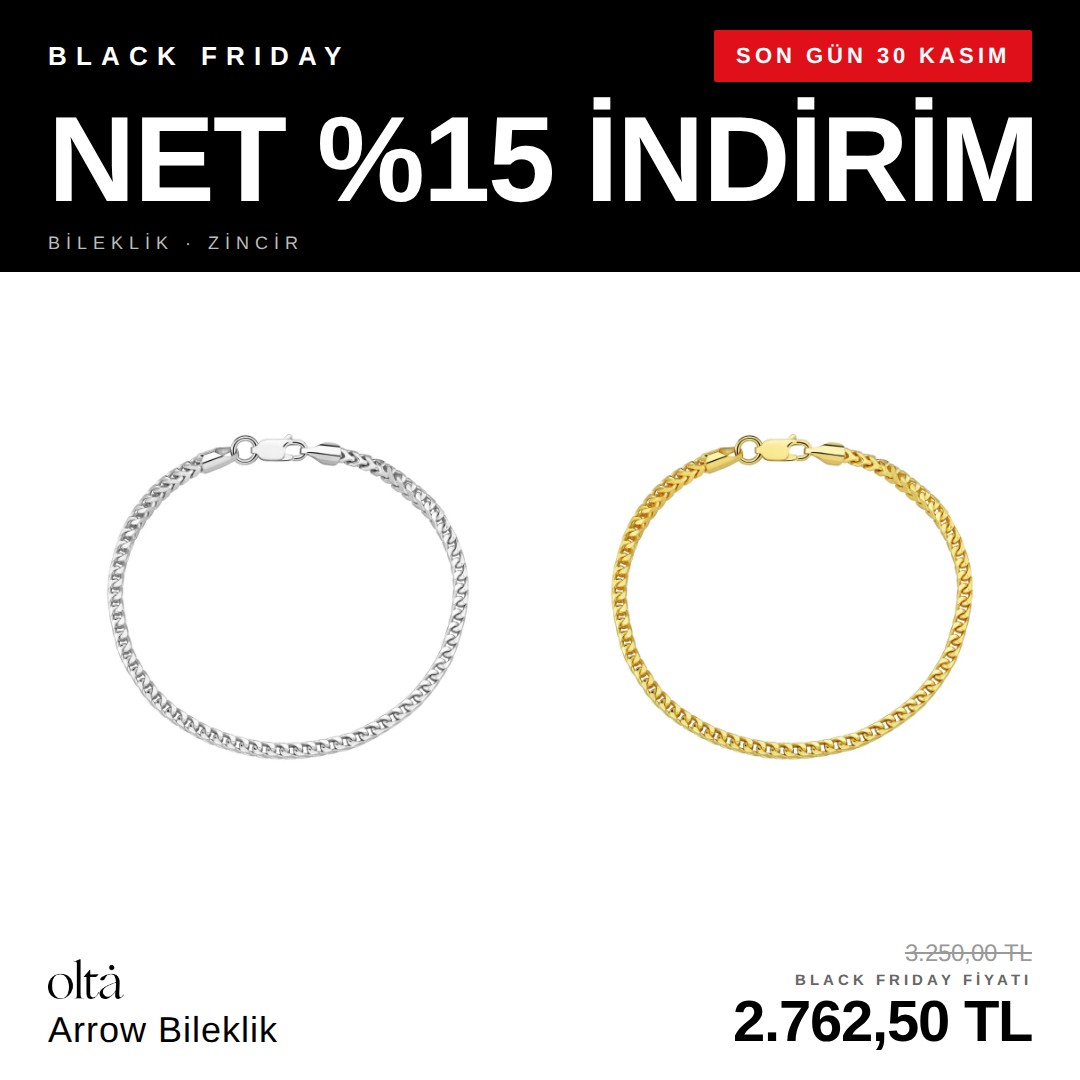 BLACK FRIDAY
SON GÜN 30 KASIM
NET %15 İNDİRİM
BİLEKLİK · ZİNCİR
olta
Arrow Bileklik
3.250,00 TL
BLACK FRIDAY FİYATI
2.762,50 TL